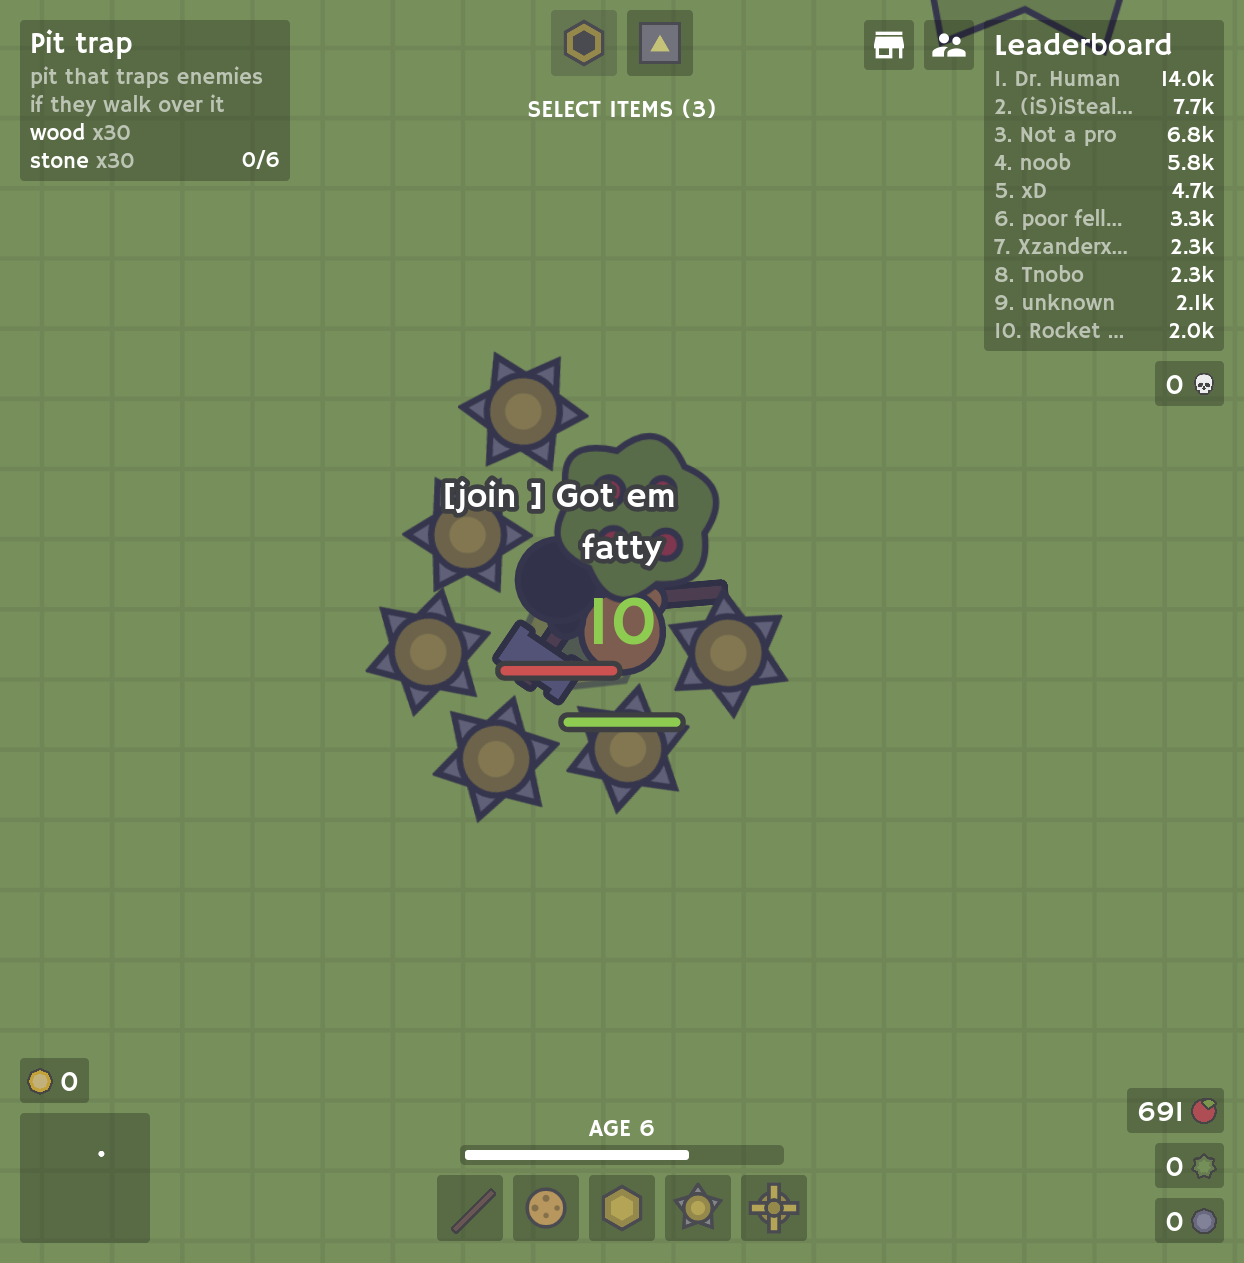 Pit trap
pit that traps enemies
if they walk over it
wood x30
stone x30 0/6
SELECT ITEMS (3)
Leaderboard
1. Dr. Human 14.0k
2. (iS)iSteal... 7.7k
3. Not a pro 6.8k
4. noob 5.8k
5. xD 4.7k
6. poor fell... 3.3k
7. Xzanderx... 2.3k
8. Tnobo 2.3k
9. unknown 2.1k
10. Rocket ... 2.0k
0
[join ] Got em
fatty
10
0
AGE 6
691
0
0